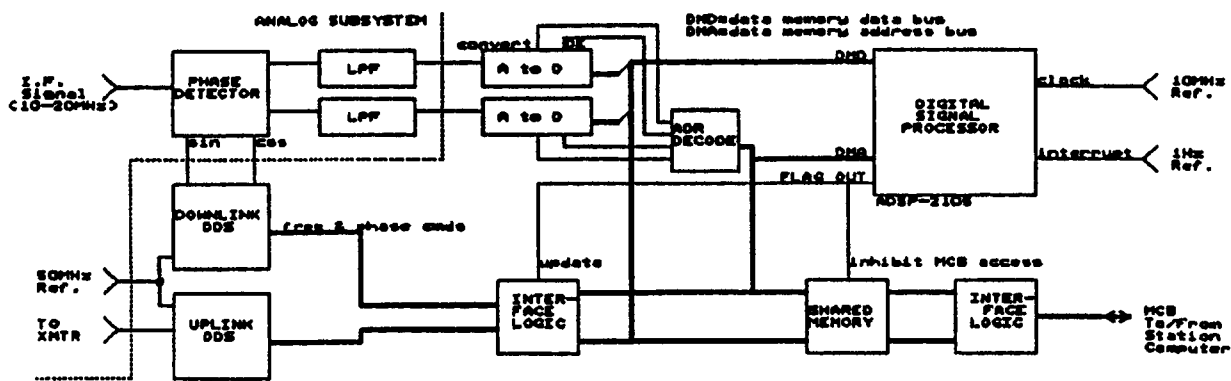 ANALOG SUBSYSTEM
DMD=data memory data bus
DMA=data memory address bus
convert
OE
I.F.
Signal
(10-20MHz)
PHASE
DETECTOR
LPF
LPF
A to D
A to D
ADR
DECODE
DMD
DMA
FLAG OUT
DIGITAL
SIGNAL
PROCESSOR
clock
10MHz
Ref.
interrupt
1Hz
Ref.
sin
cos
DOWNLINK
DDS
freq & phase cmds
50MHz
Ref.
update
inhibit MCB access
TO
XMTR
UPLINK
DDS
INTER-
FACE
LOGIC
SHARED
MEMORY
INTER-
FACE
LOGIC
MCB
To/From
Station
Computer